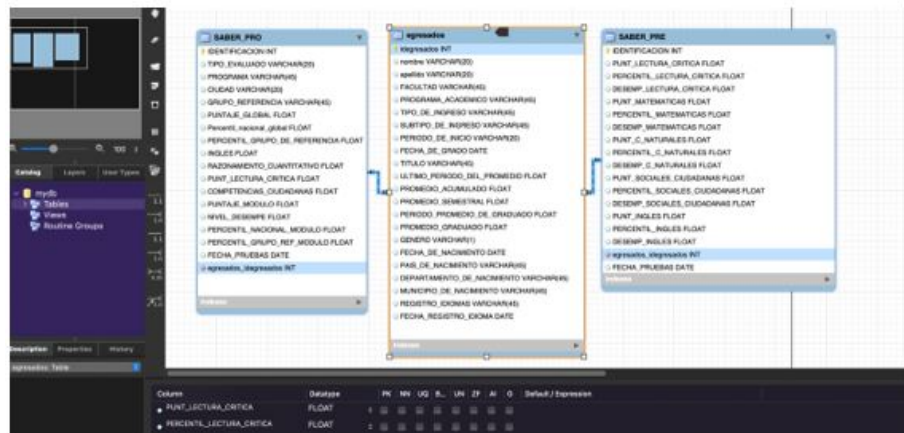 SABER_PRO
IDENTIFICACION INT
TIPO_EVALUADO VARCHAR(20)
PROGRAMA VARCHAR(45)
CIUDAD VARCHAR(20)
GRUPO_REFERENCIA VARCHAR(45)
PUNTAJE_GLOBAL FLOAT
Percentil_nacional_global FLOAT
PERCENTIL_GRUPO_DE_REFERENCIA FLOAT
INGLES FLOAT
RAZONAMIENTO_CUANTITATIVO FLOAT
PUNT_LECTURA_CRITICA FLOAT
COMPETENCIAS_CIUDADANAS FLOAT
PUNTAJE_MODULO FLOAT
NIVEL_DESEMPE FLOAT
PERCENTIL_NACIONAL_MODULO FLOAT
PERCENTIL_GRUPO_REF_MODULO FLOAT
FECHA_PRUEBAS DATE
egresados_idegresados INT
egresados
idegresados INT
nombre VARCHAR(20)
apellido VARCHAR(20)
FACULTAD VARCHAR(45)
PROGRAMA_ACADEMICO VARCHAR(45)
TIPO_DE_INGRESO VARCHAR(45)
SUBTIPO_DE_INGRESO VARCHAR(45)
PERIODO_DE_INICIO VARCHAR(20)
FECHA_DE_GRADO DATE
TITULO VARCHAR(45)
ULTIMO_PERIODO_DEL_PROMEDIO FLOAT
PROMEDIO_ACUMULADO FLOAT
PROMEDIO_SEMESTRAL FLOAT
PERIODO_PROMEDIO_DE_GRADUADO FLOAT
PROMEDIO_GRADUADO FLOAT
GENERO VARCHAR(1)
FECHA_DE_NACIMIENTO DATE
PAIS_DE_NACIMIENTO VARCHAR(45)
DEPARTAMENTO_DE_NACIMIENTO VARCHAR(45)
MUNICIPIO_DE_NACIMIENTO VARCHAR(45)
REGISTRO_IDIOMAS VARCHAR(45)
FECHA_REGISTRO_IDIOMA DATE
SABER_PRE
IDENTIFICACION INT
PUNT_LECTURA_CRITICA FLOAT
PERCENTIL_LECTURA_CRITICA FLOAT
DESEMP_LECTURA_CRITICA FLOAT
PUNT_MATEMATICAS FLOAT
PERCENTIL_MATEMATICAS FLOAT
DESEMP_MATEMATICAS FLOAT
PUNT_C_NATURALES FLOAT
PERCENTIL_C_NATURALES FLOAT
DESEMP_C_NATURALES FLOAT
PUNT_SOCIALES_CIUDADANAS FLOAT
PERCENTIL_SOCIALES_CIUDADANAS FLOAT
DESEMP_SOCIALES_CIUDADANAS FLOAT
PUNT_INGLES FLOAT
PERCENTIL_INGLES FLOAT
DESEMP_INGLES FLOAT
egresados_idegresados INT
FECHA_PRUEBAS DATE
100
Catalog Layers User Types
mydb
Tables
Views
Routine Groups
1:1
Description Properties History
egresados: Table
Column Datatype PK NN UQ B... UN ZF AI G Default / Expression
PUNT_LECTURA_CRITICA FLOAT
PERCENTIL_LECTURA_CRITICA FLOAT